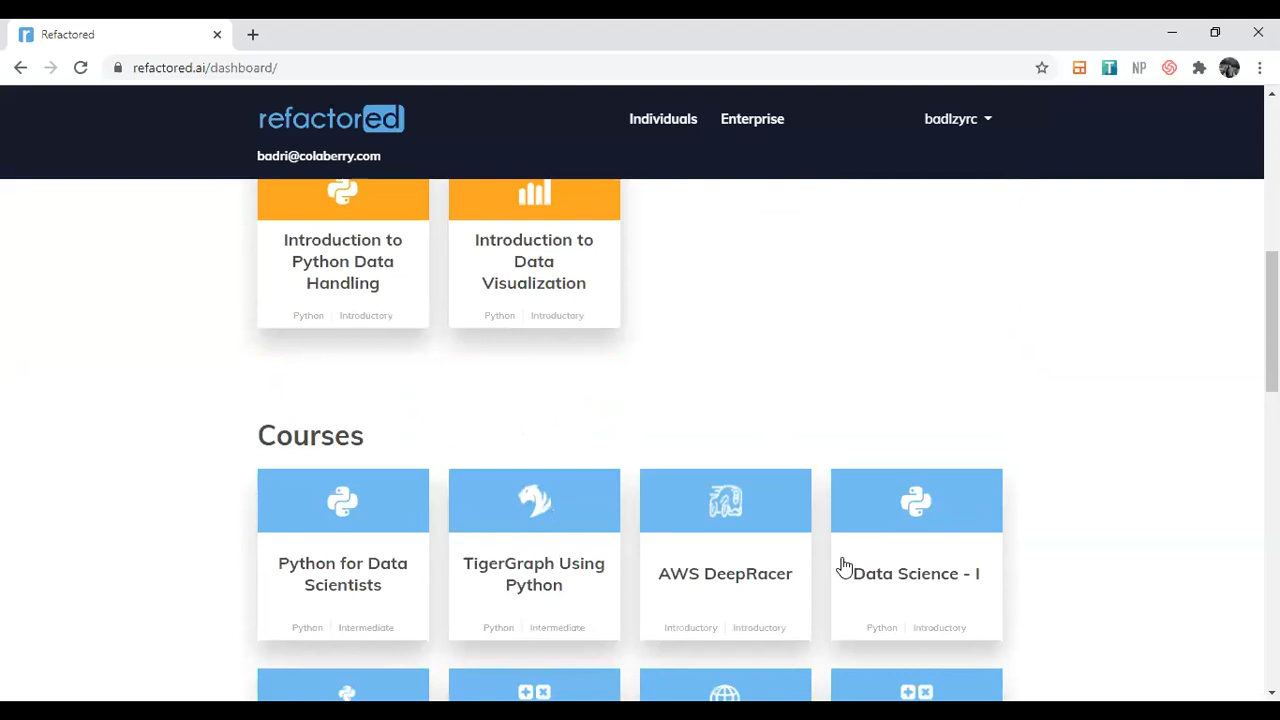 Refactored
refactored.ai/dashboard/
refactored
Individuals
Enterprise
badlzyrc
badri@colaberry.com
Introduction to
Python Data
Handling
Python | Introductory
Introduction to
Data
Visualization
Python | Introductory
Courses
Python for Data
Scientists
Python | Intermediate
TigerGraph Using
Python
Python | Intermediate
AWS DeepRacer
Introductory | Introductory
Data Science - I
Python | Introductory